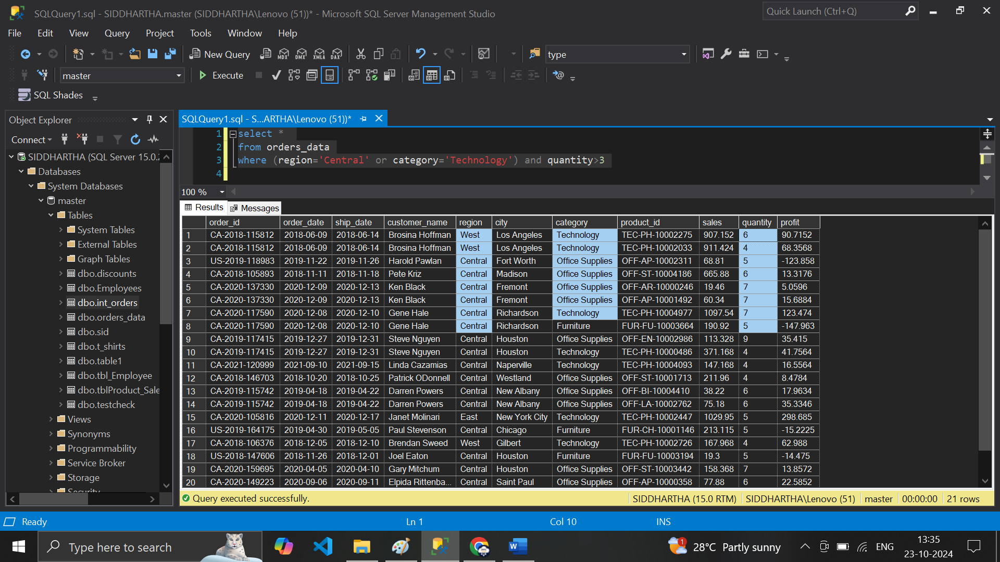 SQLQuery1.sql - SIDDHARTHA.master (SIDDHARTHA\Lenovo (51))* - Microsoft SQL Server Management Studio
Quick Launch (Ctrl+Q)
File Edit View Query Project Tools Window Help
New Query MDX DMX XMLA DAX type
master Execute
SQL Shades
Object Explorer
Connect
SIDDHARTHA (SQL Server 15.0.2
Databases
System Databases
master
Tables
System Tables
External Tables
Graph Tables
dbo.discounts
dbo.Employees
dbo.int_orders
dbo.orders_data
dbo.sid
dbo.t_shirts
dbo.table1
dbo.tbl_Employee
dbo.tblProduct_Sale
dbo.testcheck
Views
Synonyms
Programmability
Service Broker
Storage
Security
SQLQuery1.sql - S...ARTHA\Lenovo (51))*
1 select *
2 from orders_data
3 where (region='Central' or category='Technology') and quantity>3
4
100 %
Results Messages
order_id order_date ship_date customer_name region city category product_id sales quantity profit
1 CA-2018-115812 2018-06-09 2018-06-14 Brosina Hoffman West Los Angeles Technology TEC-PH-10002275 907.152 6 90.7152
2 CA-2018-115812 2018-06-09 2018-06-14 Brosina Hoffman West Los Angeles Technology TEC-PH-10002033 911.424 4 68.3568
3 US-2019-118983 2019-11-22 2019-11-26 Harold Pawlan Central Fort Worth Office Supplies OFF-AP-10002311 68.81 5 -123.858
4 CA-2018-105893 2018-11-11 2018-11-18 Pete Kriz Central Madison Office Supplies OFF-ST-10004186 665.88 6 13.3176
5 CA-2020-137330 2020-12-09 2020-12-13 Ken Black Central Fremont Office Supplies OFF-AR-10000246 19.46 7 5.0596
6 CA-2020-137330 2020-12-09 2020-12-13 Ken Black Central Fremont Office Supplies OFF-AP-10001492 60.34 7 15.6884
7 CA-2020-117590 2020-12-08 2020-12-10 Gene Hale Central Richardson Technology TEC-PH-10004977 1097.54 7 123.474
8 CA-2020-117590 2020-12-08 2020-12-10 Gene Hale Central Richardson Furniture FUR-FU-10003664 190.92 5 -147.963
9 CA-2019-117415 2019-12-27 2019-12-31 Steve Nguyen Central Houston Office Supplies OFF-EN-10002986 113.328 9 35.415
10 CA-2019-117415 2019-12-27 2019-12-31 Steve Nguyen Central Houston Technology TEC-PH-10000486 371.168 4 41.7564
11 CA-2021-120999 2021-09-10 2021-09-15 Linda Cazamias Central Naperville Technology TEC-PH-10004093 147.168 4 16.5564
12 CA-2018-146703 2018-10-20 2018-10-25 Patrick ODonnell Central Westland Office Supplies OFF-ST-10001713 211.96 4 8.4784
13 CA-2019-115742 2019-04-18 2019-04-22 Darren Powers Central New Albany Office Supplies OFF-BI-10004410 38.22 6 17.9634
14 CA-2019-115742 2019-04-18 2019-04-22 Darren Powers Central New Albany Office Supplies OFF-LA-10002762 75.18 6 35.3346
15 CA-2020-105816 2020-12-11 2020-12-17 Janet Molinari East New York City Technology TEC-PH-10002447 1029.95 5 298.685
16 US-2019-164175 2019-04-30 2019-05-05 Paul Stevenson Central Chicago Furniture FUR-CH-10001146 213.115 5 -15.2225
17 CA-2018-106376 2018-12-05 2018-12-10 Brendan Sweed West Gilbert Technology TEC-PH-10002726 167.968 4 62.988
18 US-2018-147606 2018-11-26 2018-12-01 Joel Eaton Central Houston Furniture FUR-FU-10003194 19.3 5 -14.475
19 CA-2020-159695 2020-04-05 2020-04-10 Gary Mitchum Central Houston Office Supplies OFF-ST-10003442 158.368 7 13.8572
20 CA-2020-149223 2020-09-06 2020-09-11 Elpida Rittenba... Central Saint Paul Office Supplies OFF-AP-10000358 77.88 6 22.5852
Query executed successfully. SIDDHARTHA (15.0 RTM) SIDDHARTHA\Lenovo (51) master 00:00:00 21 rows
Ready Ln 1 Col 10 INS
Type here to search
W
1
28°C Partly sunny
ENG
13:35
23-10-2024